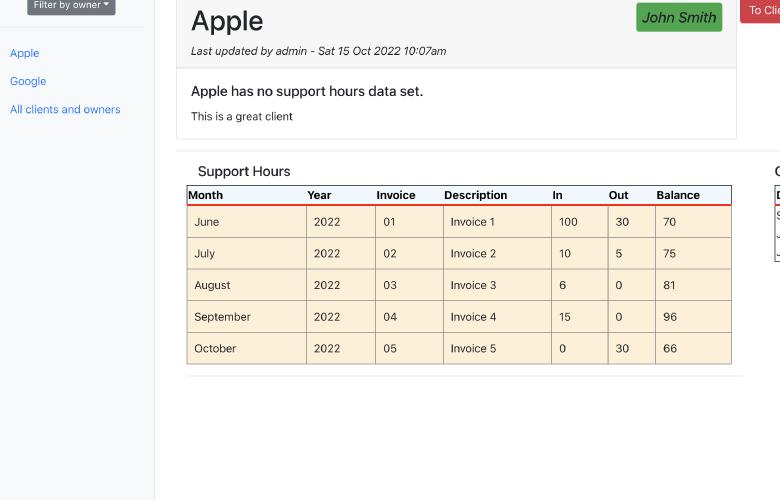 Filter by owner
Apple
Google
All clients and owners
Apple
John Smith
To Clie
Last updated by admin - Sat 15 Oct 2022 10:07am
Apple has no support hours data set.
This is a great client
Support Hours
Month Year Invoice Description In Out Balance
June 2022 01 Invoice 1 100 30 70
July 2022 02 Invoice 2 10 5 75
August 2022 03 Invoice 3 6 0 81
September 2022 04 Invoice 4 15 0 96
October 2022 05 Invoice 5 0 30 66